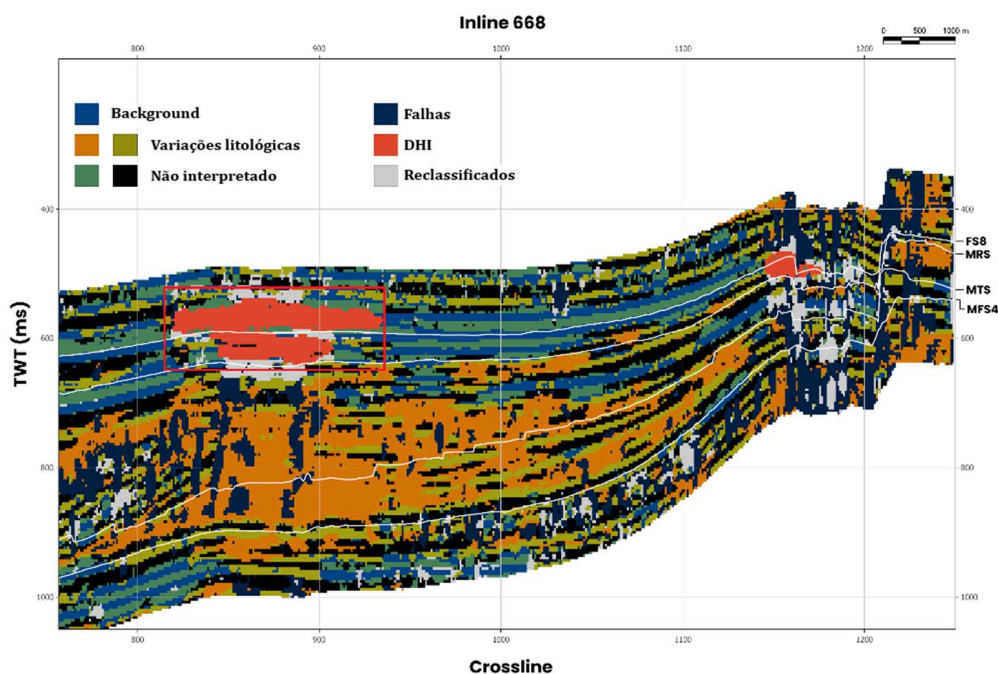 Inline 668
0 500 1000 m
800 900 1000 1100 1200
Background
Variações litológicas
Não interpretado
Falhas
DHI
Reclassificados
400
600
800
1000
400
600
800
1000
FS8
MRS
MTS
MFS4
TWT (ms)
800 900 1000 1100 1200
Crossline